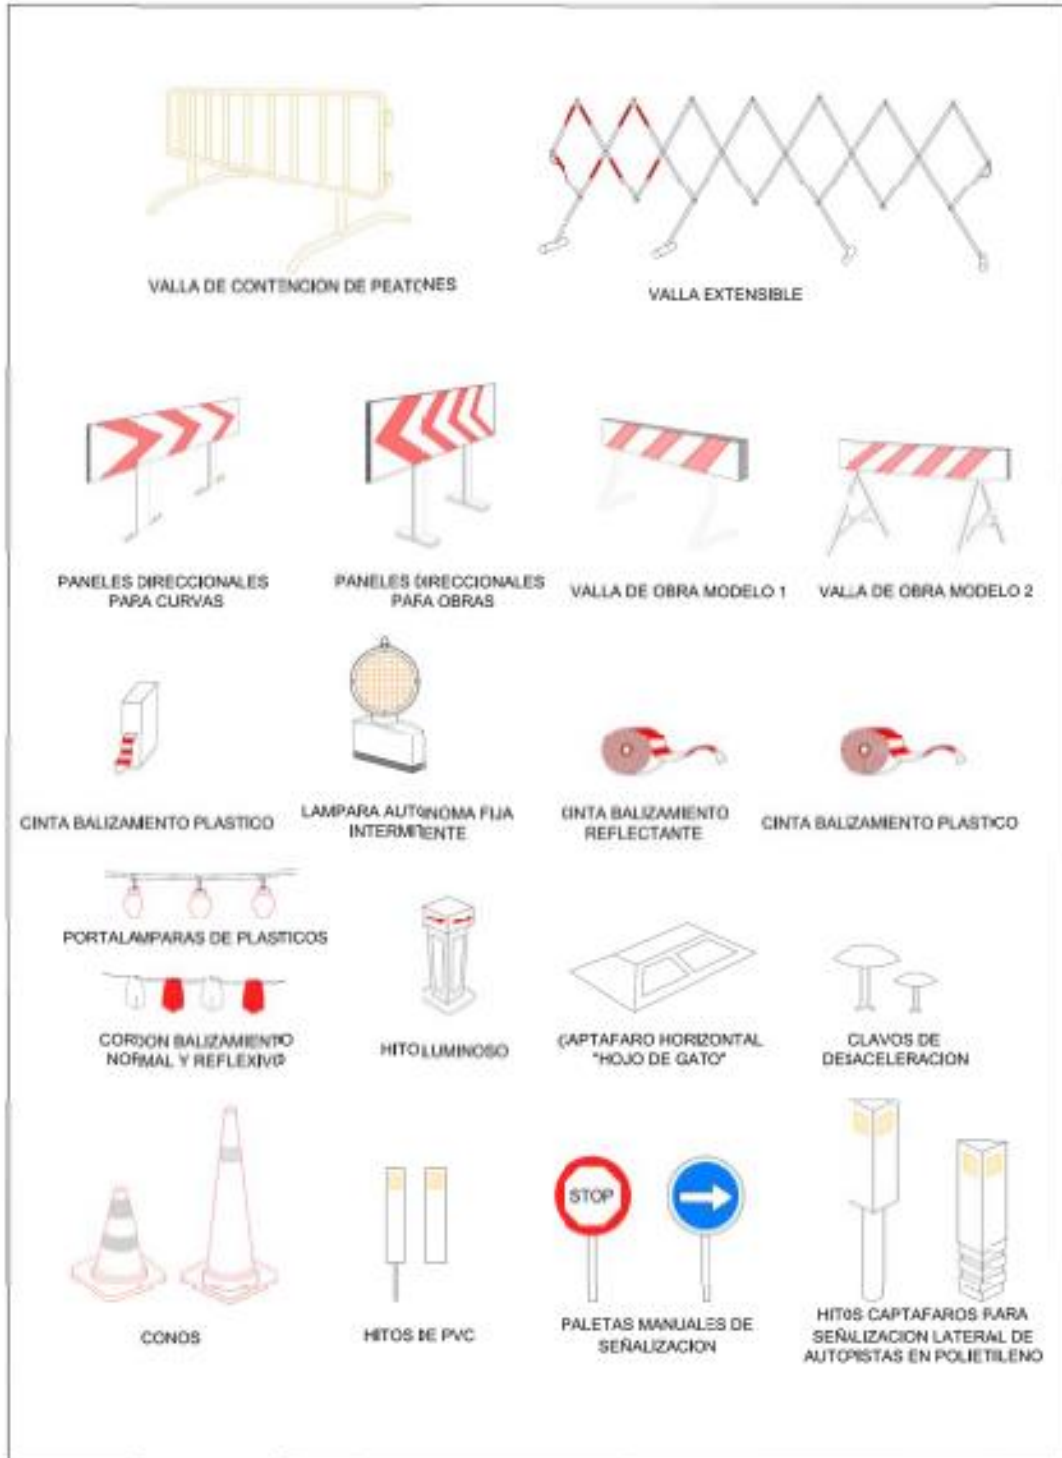 VALLA DE CONTENCION DE PEATONES
VALLA EXTENSIBLE
PANELES DIRECCIONALES
PARA CURVAS
PANELES DIRECCIONALES
PARA OBRAS
VALLA DE OBRA MODELO 1
VALLA DE OBRA MODELO 2
CINTA BALIZAMIENTO PLASTICO
LAMPARA AUTONOMA FIJA
INTERMITENTE
CINTA BALIZAMIENTO
REFLECTANTE
CINTA BALIZAMIENTO PLASTICO
PORTALAMPARAS DE PLASTICOS
CORDON BALIZAMIENTO
NORMAL Y REFLEXIVO
HITO LUMINOSO
CAPTAFARO HORIZONTAL
"HOJO DE GATO"
CLAVOS DE
DESACELERACION
CONOS
HITOS DE PVC
STOP
PALETAS MANUALES DE
SEÑALIZACION
HITOS CAPTAFAROS PARA
SEÑALIZACION LATERAL DE
AUTOPISTAS EN POLIETILENO